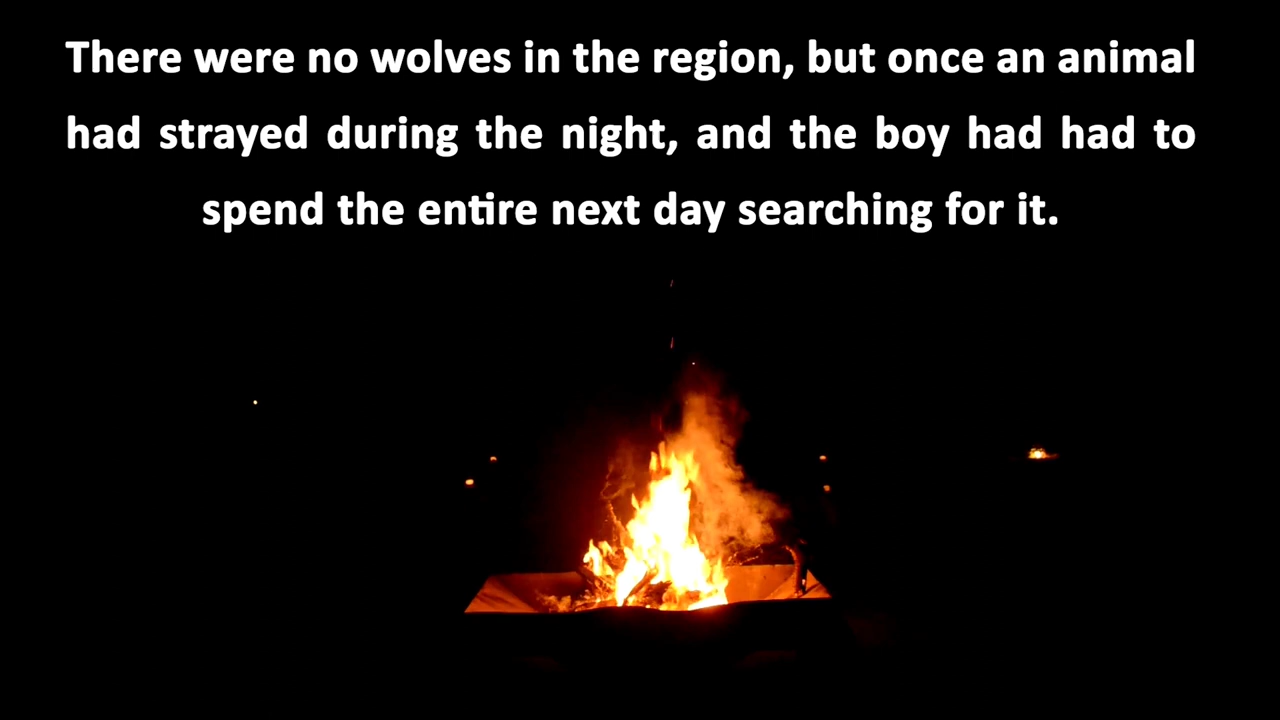 There were no wolves in the region, but once an animal
had strayed during the night, and the boy had had to
spend the entire next day searching for it.